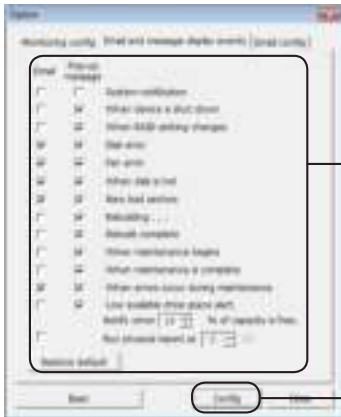 Option
Monitoring config Email and message display events Email config
Email Pop-up message
System notification
When device is shut down
When RAID setting changes
Disk error
Fan error
When disk is hot
New bad sectors
Rebuilding . . .
Rebuild complete
When maintenance begins
When maintenance is complete
When errors occur during maintenance
Low available drive space alert.
Notify when 10 % of capacity is free.
Restore default
Config
Close